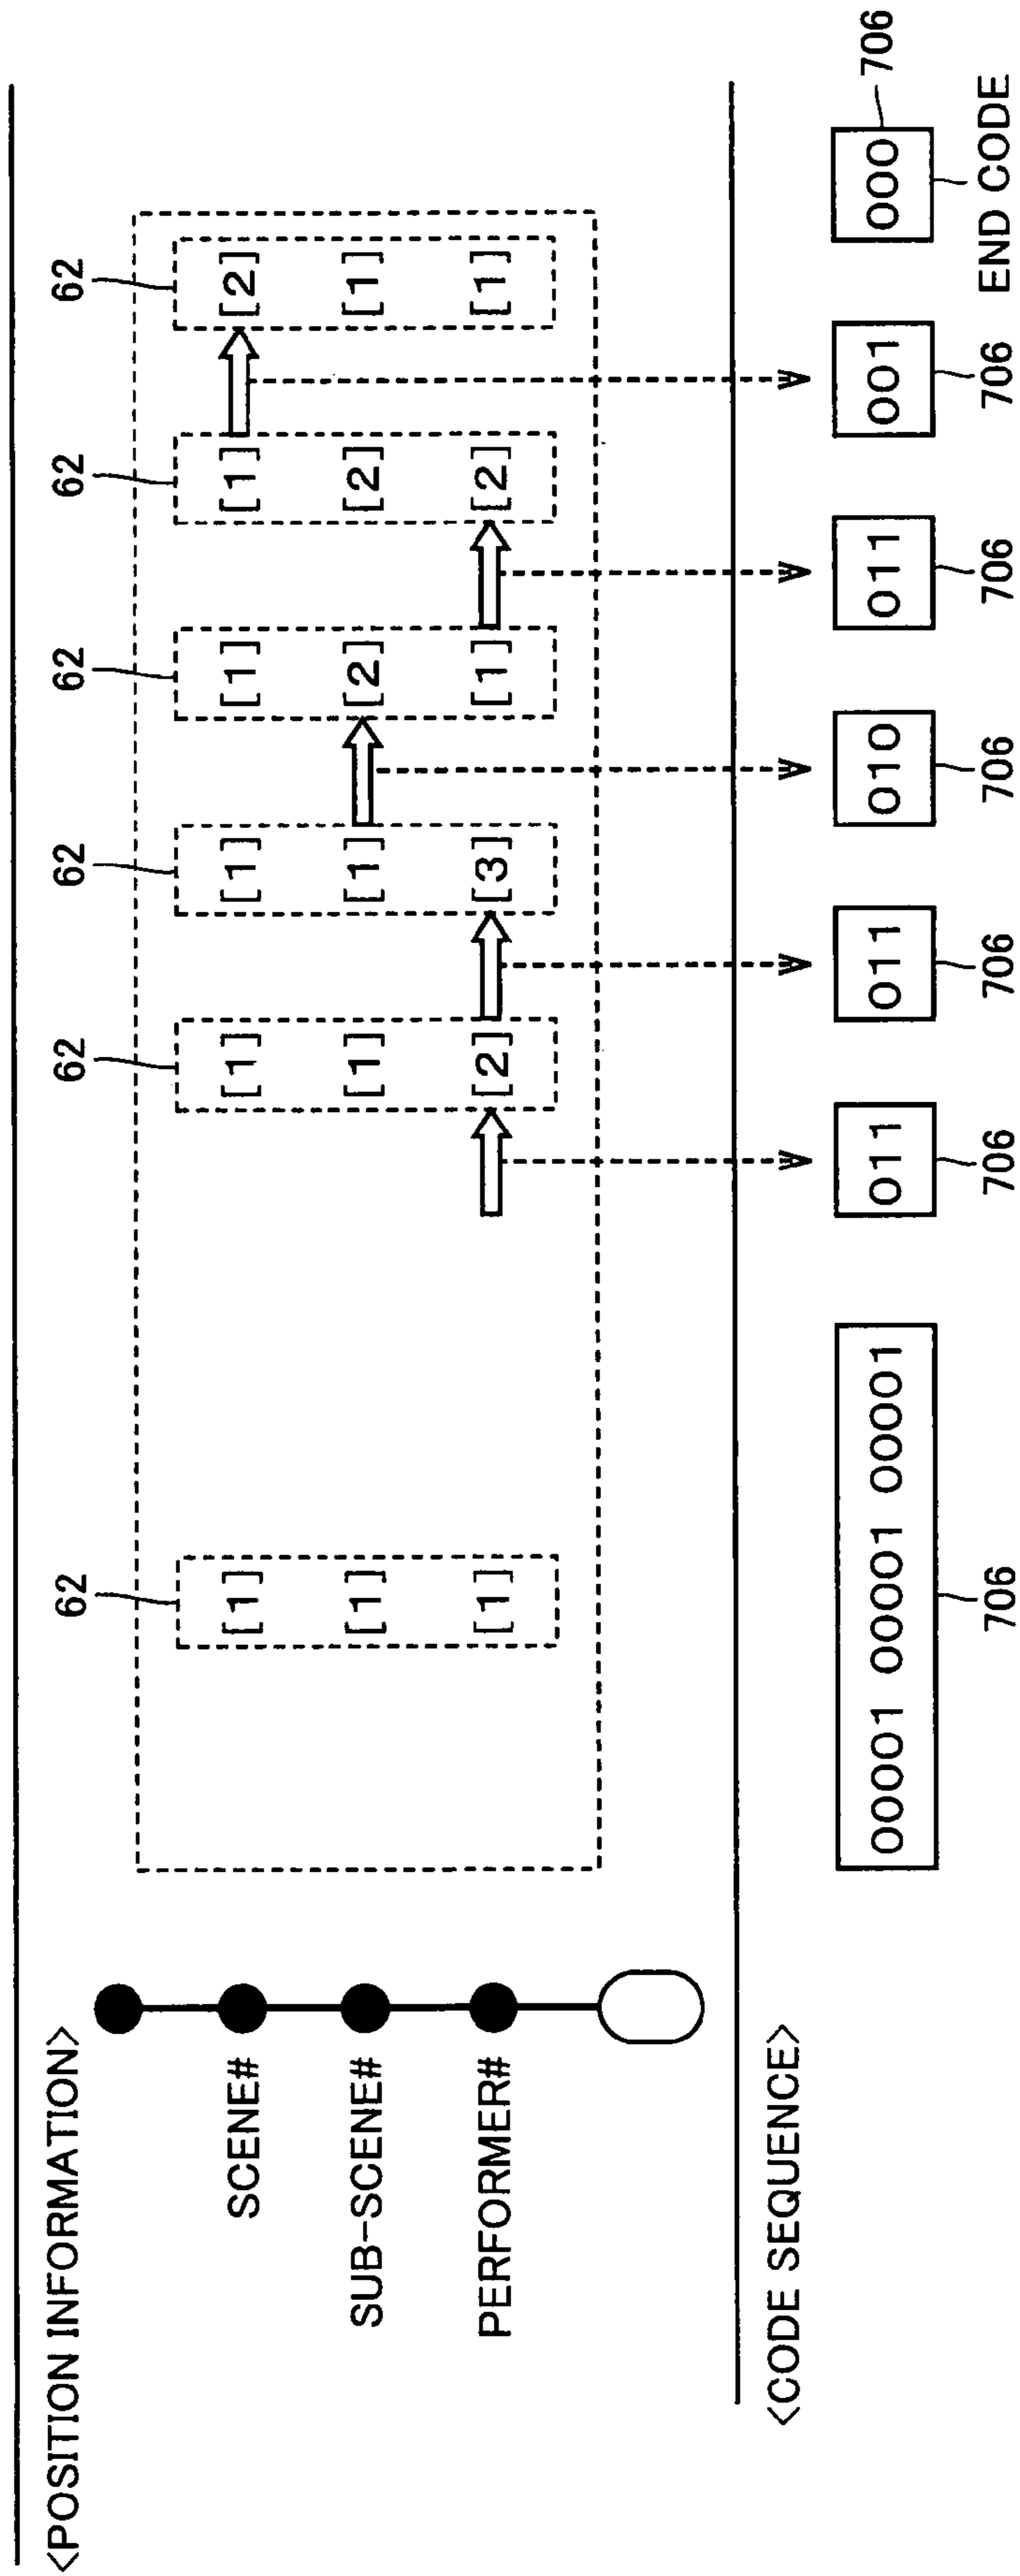 <POSITION INFORMATION>
62 62 62 62 62 62
SCENE# [1] [1] [1] [1] [1] [2]
SUB-SCENE# [1] [1] [1] [2] [2] [1]
PERFORMER# [1] [2] [3] [1] [2] [1]
<CODE SEQUENCE>
706
00001 00001 00001 011 011 010 011 001 000
706 706 706 706 706 706
END CODE